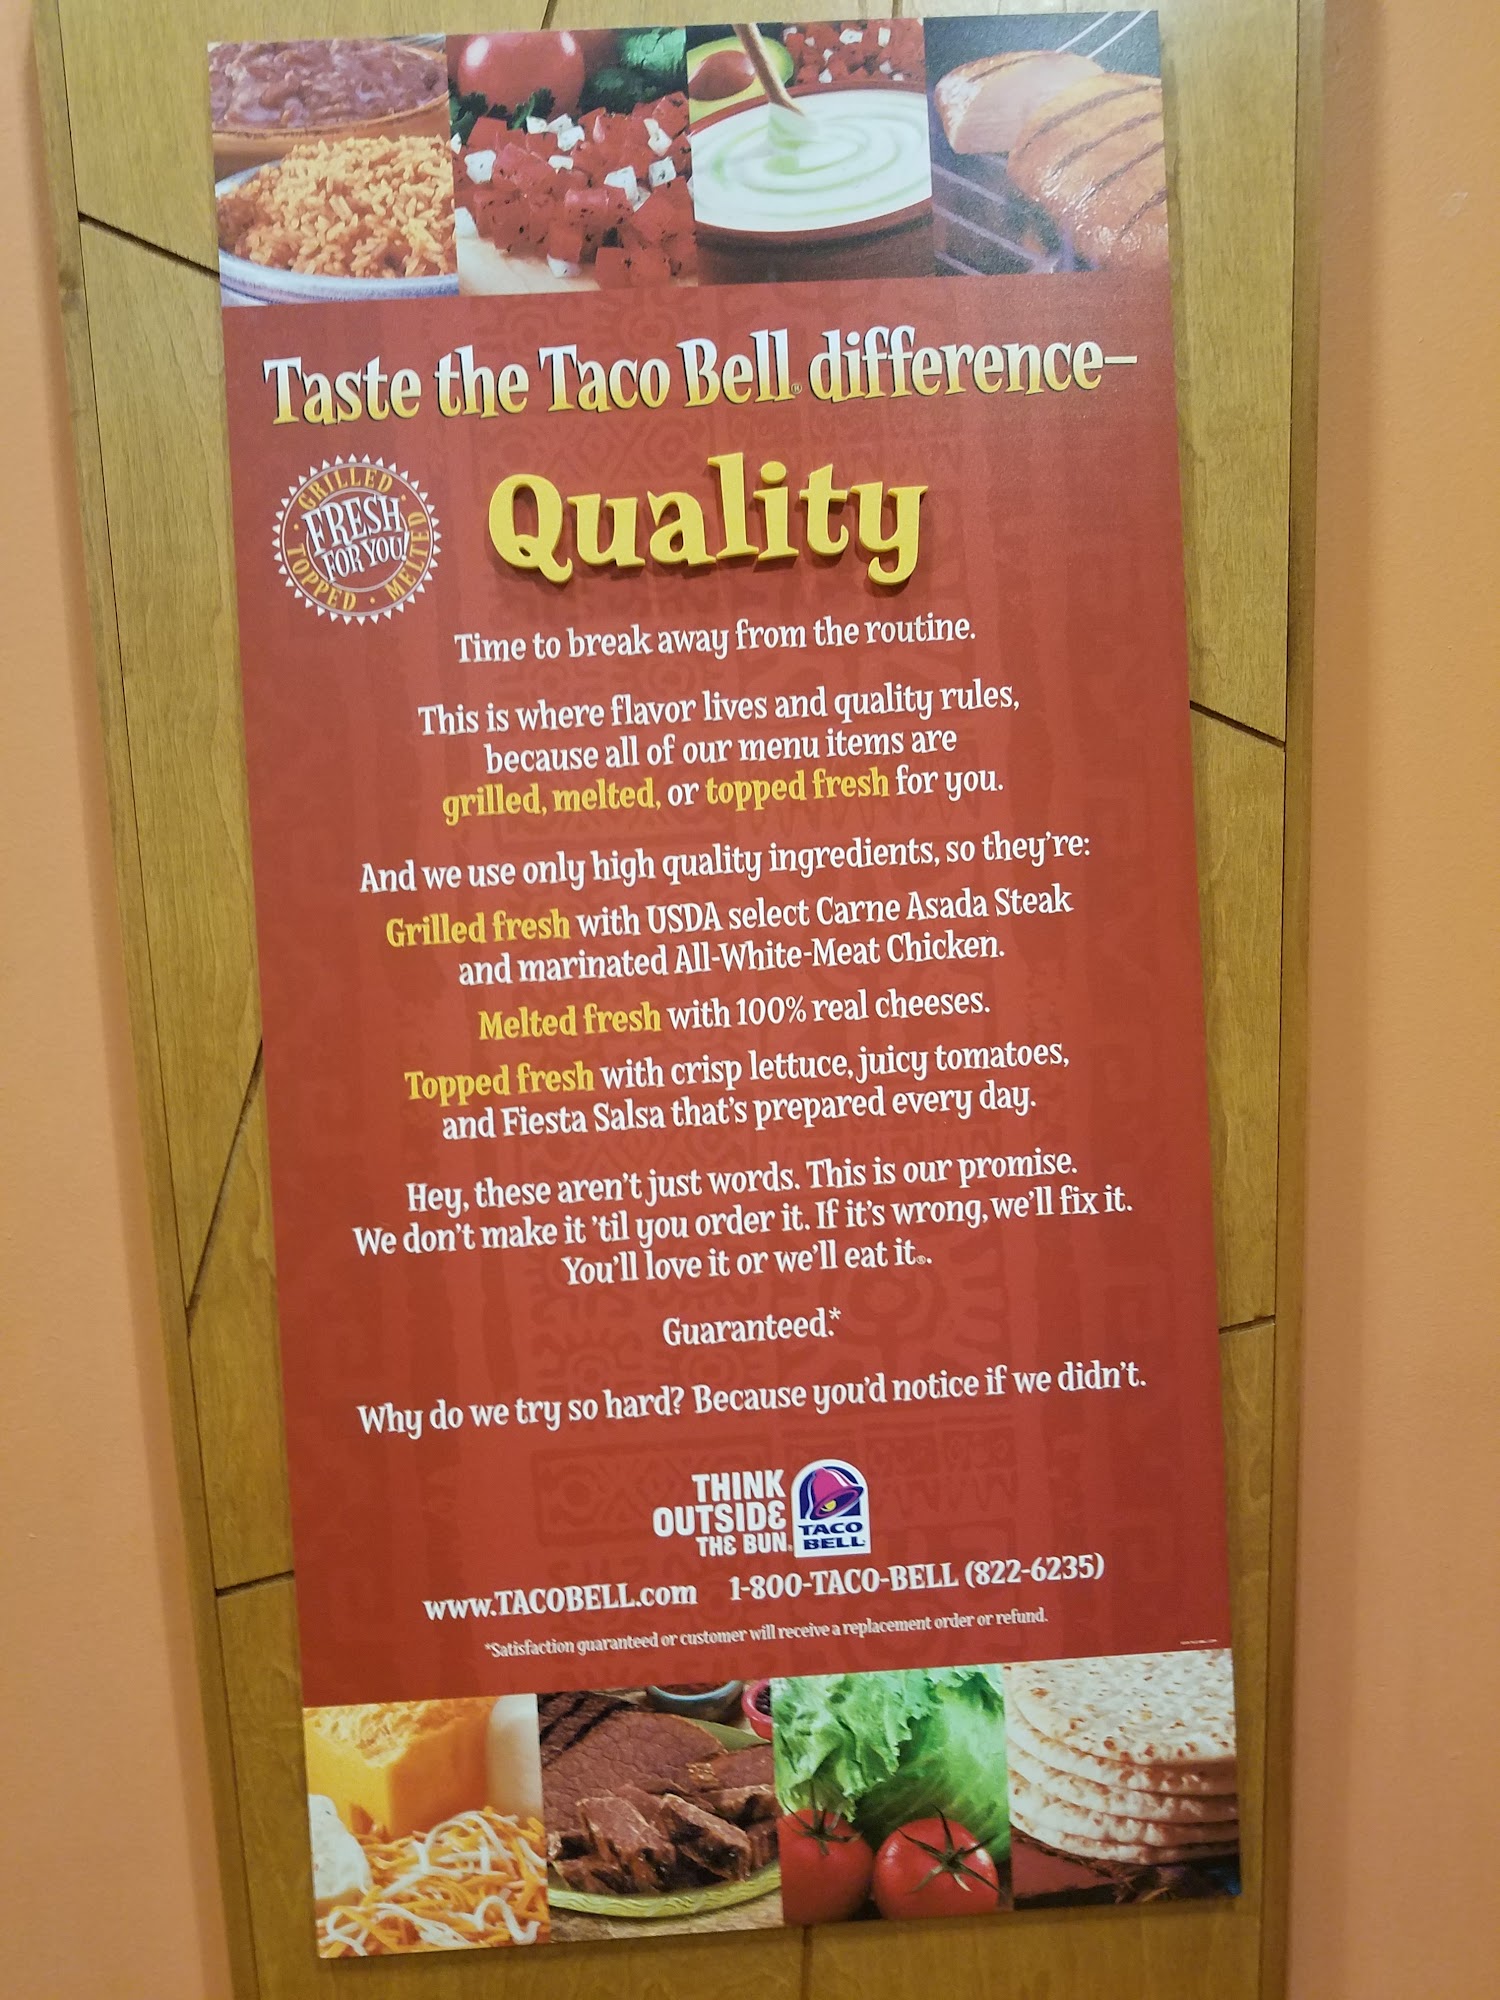 Taste the Taco Bell® difference–
GRILLED · MELTED · TOPPED ·
FRESH
FOR YOU!
Quality
Time to break away from the routine.
This is where flavor lives and quality rules,
because all of our menu items are
grilled, melted, or topped fresh for you.
And we use only high quality ingredients, so they're:
Grilled fresh with USDA select Carne Asada Steak
and marinated All-White-Meat Chicken.
Melted fresh with 100% real cheeses.
Topped fresh with crisp lettuce, juicy tomatoes,
and Fiesta Salsa that's prepared every day.
Hey, these aren't just words. This is our promise.
We don't make it 'til you order it. If it's wrong, we'll fix it.
You'll love it or we'll eat it®.
Guaranteed.*
Why do we try so hard? Because you'd notice if we didn't.
THINK
OUTSIDE
THE BUN®
TACO
BELL
www.TACOBELL.com 1-800-TACO-BELL (822-6235)
*Satisfaction guaranteed or customer will receive a replacement order or refund.